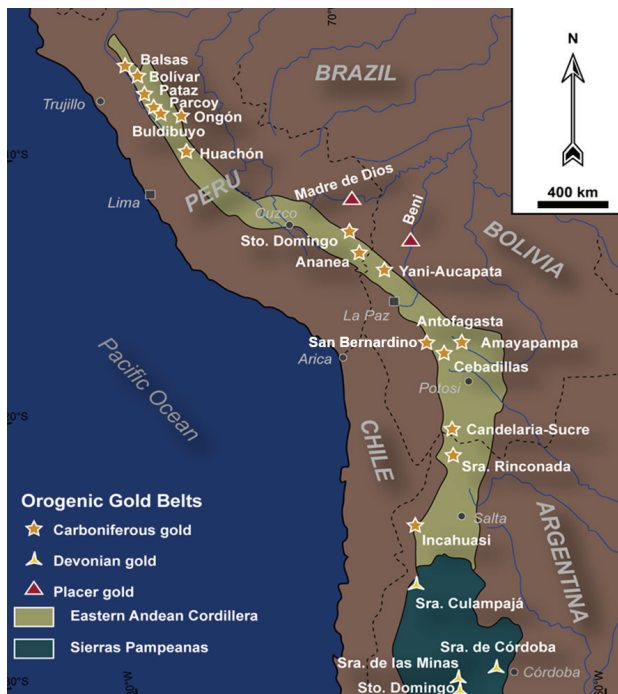 70°
N
400 km
BRAZIL
Balsas
Bolívar
Pataz
Trujillo
Parcoy
Ongón
Buldibuyo
10°S
Huachón
PERU
Madre de Dios
Lima
Beni
Cuzco
Sto. Domingo
Ananea
Yani-Aucapata
BOLIVIA
La Paz
Antofagasta
San Bernardino
Amayapampa
Arica
Cebadillas
Pacific Ocean
Potosi
20°S
CHILE
Candelaria-Sucre
Sra. Rinconada
Orogenic Gold Belts
Carboniferous gold
Salta
ARGENTINA
Incahuasi
Devonian gold
Placer gold
Eastern Andean Cordillera
Sra. Culampajá
Sierras Pampeanas
Sra. de Córdoba
Sra. de las Minas
Córdoba
Sto. Domingo